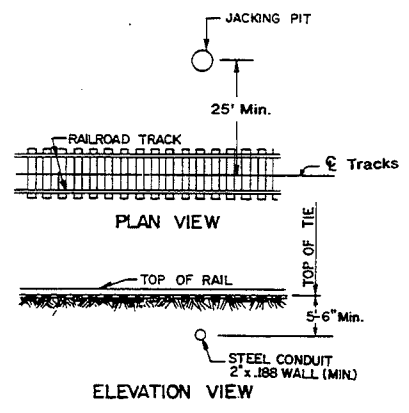 JACKING PIT
25' Min.
RAILROAD TRACK
℄ Tracks
PLAN VIEW
TOP OF TIE
TOP OF RAIL
5'-6" Min.
STEEL CONDUIT
2" x .188 WALL (MIN.)
ELEVATION VIEW